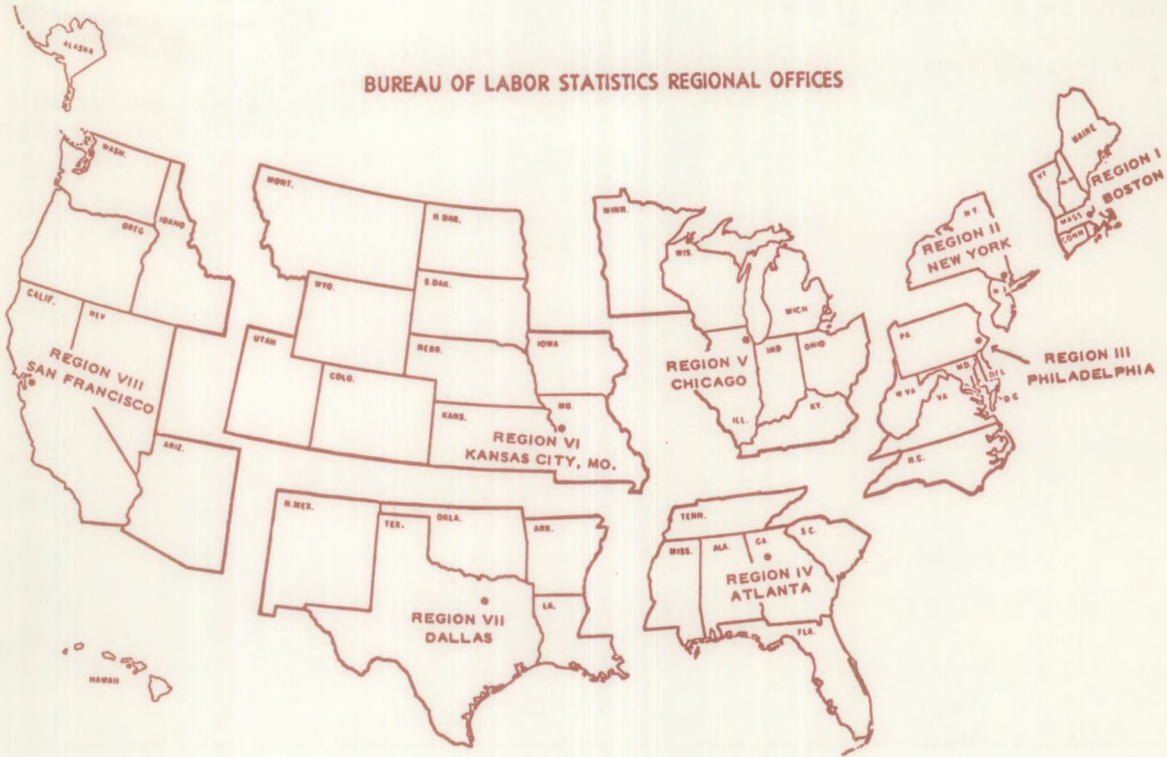 BUREAU OF LABOR STATISTICS REGIONAL OFFICES
ALASKA
WASH.
OREG
IDAHO
CALIF.
NEV
REGION VIII
SAN FRANCISCO
ARIZ.
HAWAII
MONT.
N.DAK.
WYO.
S.DAK.
NEBR.
UTAH
COLO.
KANS.
IOWA
MO.
REGION VI
KANSAS CITY, MO.
N.MEX.
TEX.
OKLA.
ARK.
LA.
REGION VII
DALLAS
MINN.
WIS.
MICH
REGION V
CHICAGO
IND
OHIO
ILL.
KY.
TENN.
MISS.
ALA.
GA.
S.C.
REGION IV
ATLANTA
FLA.
MAINE
VT
N.H.
MASS
CONN
REGION I
BOSTON
N.Y.
REGION II
NEW YORK
N.J.
PA.
MD.
DEL
D.C.
W VA
VA
N.C.
REGION III
PHILADELPHIA